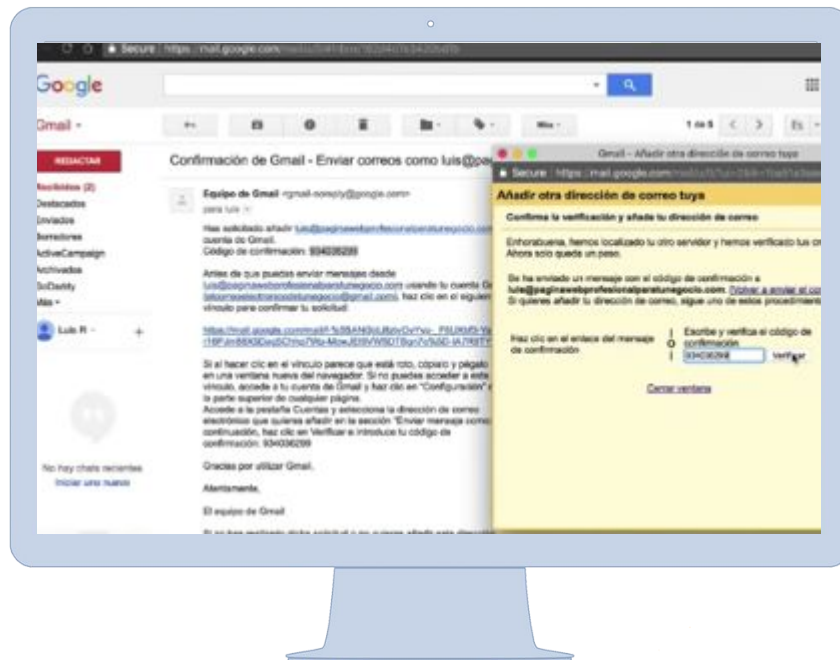 Secure | https://mail.google.com
Google
Gmail
Más
1 de 5
Es
REDACTAR
Recibidos (2)
Destacados
Enviados
Borradores
ActiveCampaign
Archivados
GoDaddy
Más
Luis R
No hay chats recientes
Iniciar uno nuevo
Confirmación de Gmail - Enviar correos como luis@pag
Equipo de Gmail <gmail-noreply@google.com>
para luis
Has solicitado añadir luis@paginawebprofesionalparatunegocio.com
cuenta de Gmail.
Código de confirmación: 934036299
Antes de que puedas enviar mensajes desde
luis@paginawebprofesionalparatunegocio.com usando tu cuenta
haz clic en el siguien
vínculo para confirmar tu solicitud:
Si al hacer clic en el vínculo parece que está roto, cópialo y pégalo
en una ventana nueva del navegador. Si no puedes acceder a este
vínculo, accede a tu cuenta de Gmail y haz clic en "Configuración"
la parte superior de cualquier página.
Accede a la pestaña Cuentas y selecciona la dirección de correo
electrónico que quieres añadir en la sección "Enviar mensaje como
continuación, haz clic en Verificar e introduce tu código de
confirmación: 934036299
Gracias por utilizar Gmail.
Atentamente,
El equipo de Gmail
Gmail - Añadir otra dirección de correo tuya
Secure | https://mail.google.com
Añadir otra dirección de correo tuya
Confirma la verificación y añade tu dirección de correo
Enhorabuena, hemos localizado tu otro servidor y hemos verificado tus
Ahora solo queda un paso.
Se ha enviado un mensaje con el código de confirmación a
luis@paginawebprofesionalparatunegocio.com. [Volver a enviar el
Si quieres añadir tu dirección de correo, sigue uno de estos procedimient
Haz clic en el enlace del mensaje
de confirmación
O
Escribe y verifica el código de
confirmación
934036299
Verificar
Cerrar ventana